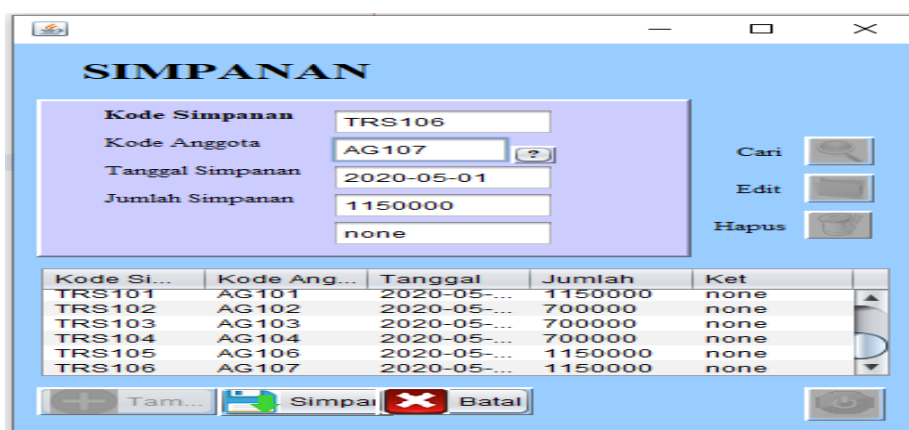 SIMPANAN
Kode Simpanan TRS106
Kode Anggota AG107 ?
Tanggal Simpanan 2020-05-01
Jumlah Simpanan 1150000
none
Cari
Edit
Hapus
Kode Si... Kode Ang... Tanggal Jumlah Ket
TRS101 AG101 2020-05-... 1150000 none
TRS102 AG102 2020-05-... 700000 none
TRS103 AG103 2020-05-... 700000 none
TRS104 AG104 2020-05-... 700000 none
TRS105 AG106 2020-05-... 1150000 none
TRS106 AG107 2020-05-... 1150000 none
Tam... Simpa Batal